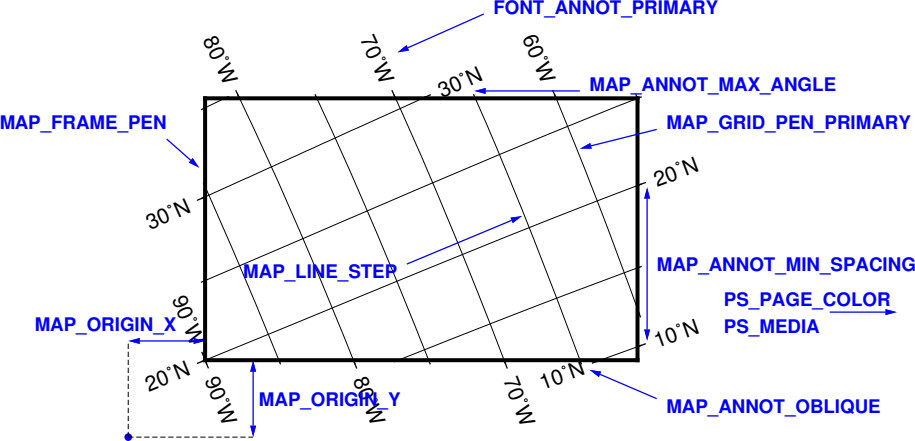 FONT_ANNOT_PRIMARY
80°W
70°W
60°W
30°N
MAP_ANNOT_MAX_ANGLE
MAP_FRAME_PEN
MAP_GRID_PEN_PRIMARY
20°N
30°N
MAP_LINE_STEP
MAP_ANNOT_MIN_SPACING
90°W
PS_PAGE_COLOR
MAP_ORIGIN_X
PS_MEDIA
10°N
20°N
90°W
MAP_ORIGIN_Y
80°W
70°W
10°N
MAP_ANNOT_OBLIQUE